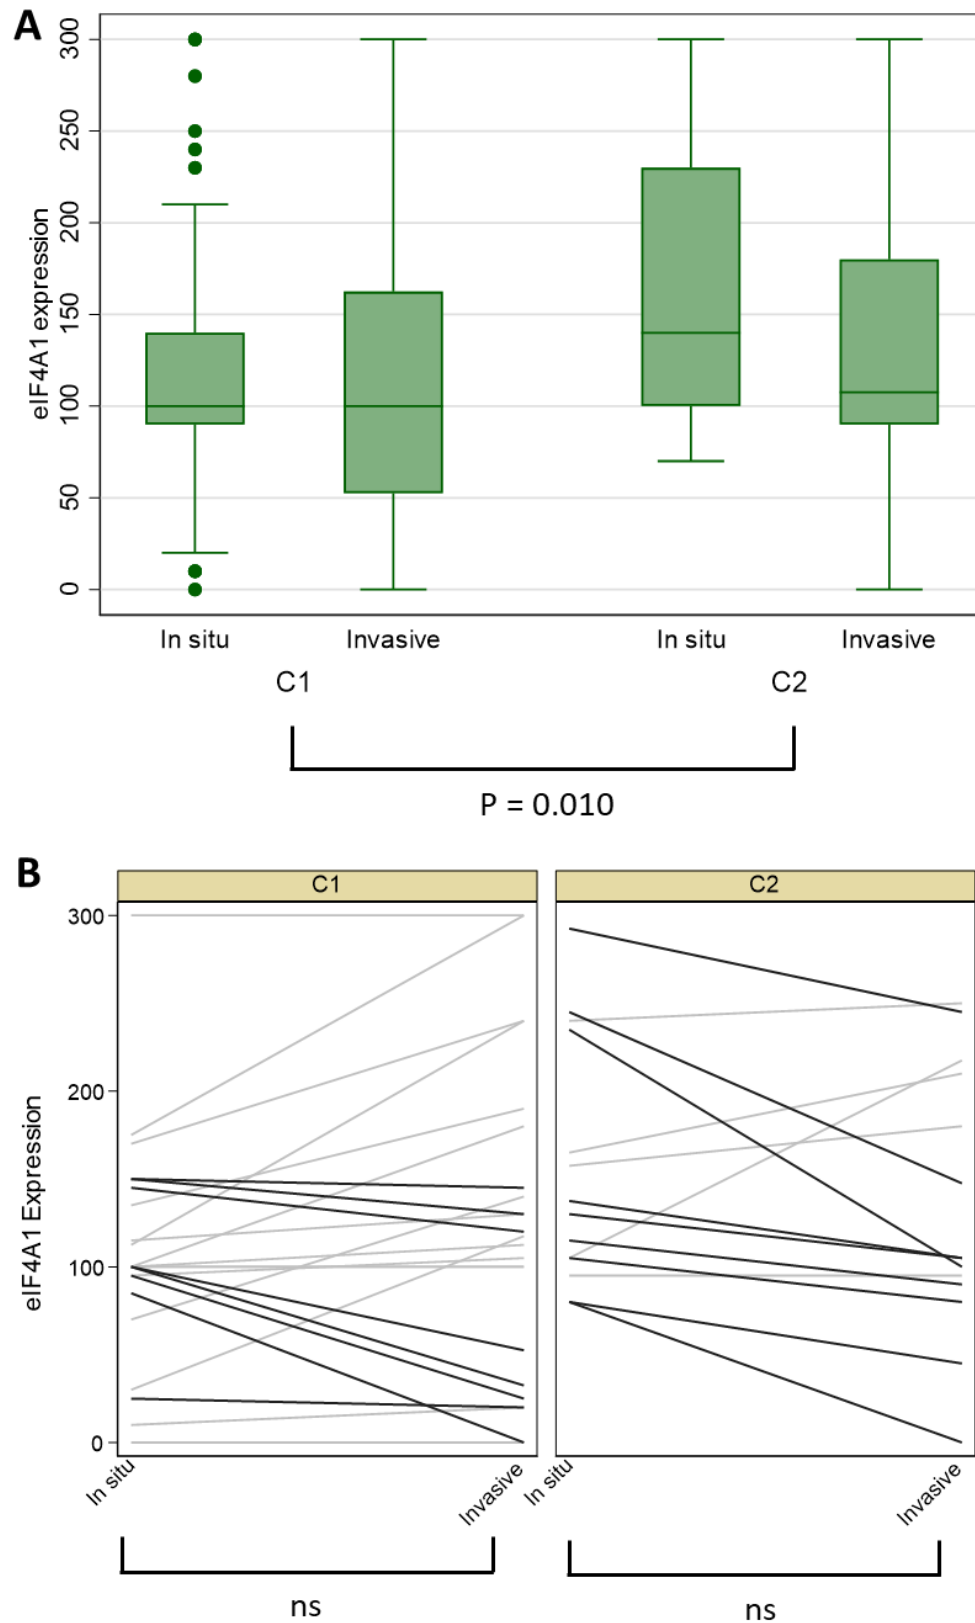 A
eIF4A1 expression
300
250
200
150
100
50
0
In situ Invasive In situ Invasive
C1 C2
P = 0.010
B
C1 C2
eIF4A1 Expression
300
200
100
0
In situ Invasive In situ Invasive
ns ns